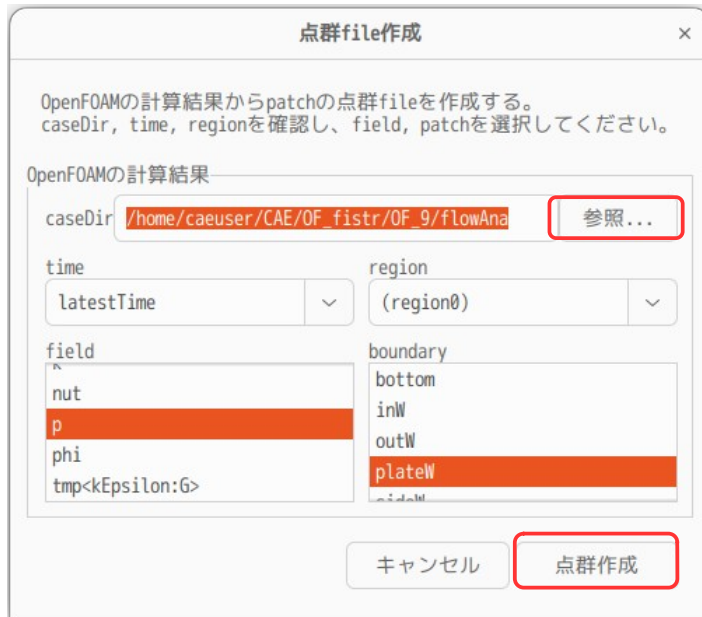 点群file作成
×
OpenFOAMの計算結果からpatchの点群fileを作成する。
caseDir, time, regionを確認し、field, patchを選択してください。
OpenFOAMの計算結果
caseDir /home/caeuser/CAE/OF_fistr/OF_9/flowAna 参照...
time region
latestTime (region0)
field boundary
nut bottom
p inW
phi outW
tmp<kEpsilon:G> plateW
キャンセル 点群作成